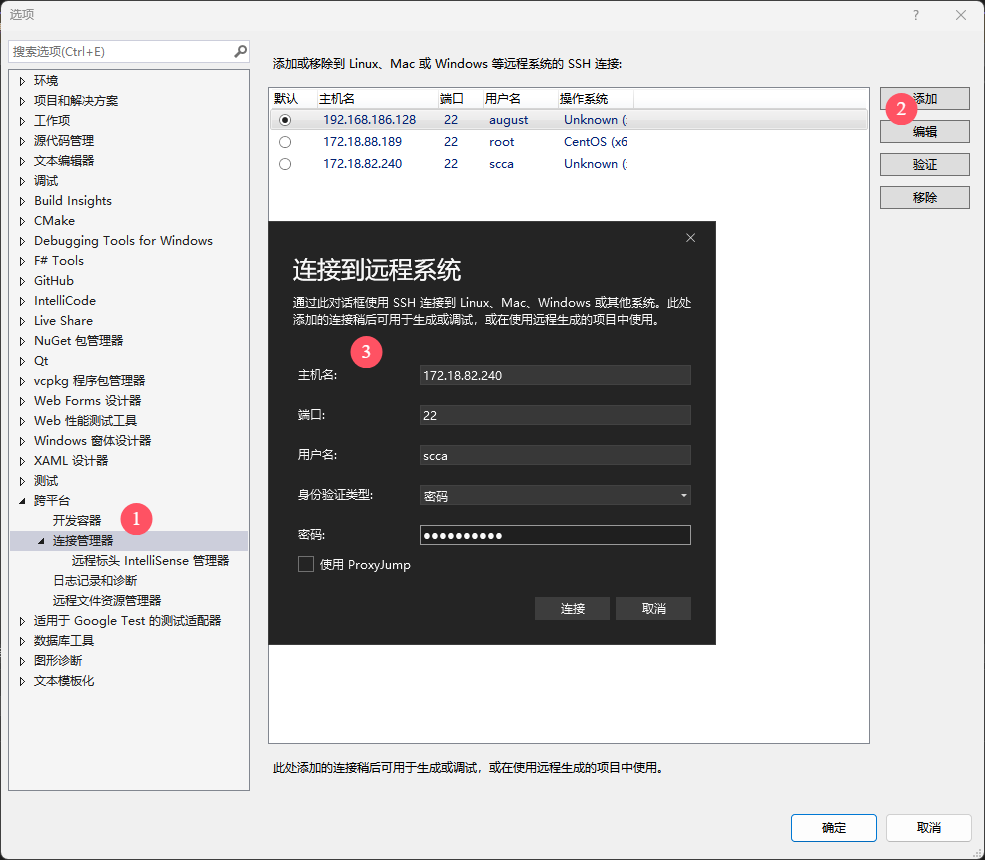 选项
?
搜索选项(Ctrl+E)
环境
项目和解决方案
工作项
源代码管理
文本编辑器
调试
Build Insights
CMake
Debugging Tools for Windows
F# Tools
GitHub
IntelliCode
Live Share
NuGet 包管理器
Qt
vcpkg 程序包管理器
Web Forms 设计器
Web 性能测试工具
Windows 窗体设计器
XAML 设计器
测试
跨平台
开发容器
1
连接管理器
远程标头 IntelliSense 管理器
日志记录和诊断
远程文件资源管理器
适用于 Google Test 的测试适配器
数据库工具
图形诊断
文本模板化
添加或移除到 Linux、Mac 或 Windows 等远程系统的 SSH 连接:
默认 主机名 端口 用户名 操作系统
192.168.186.128 22 august Unknown (
172.18.88.189 22 root CentOS (x6
172.18.82.240 22 scca Unknown (
添加
2
编辑
验证
移除
连接到远程系统
通过此对话框使用 SSH 连接到 Linux、Mac、Windows 或其他系统。此处
添加的连接稍后可用于生成或调试，或在使用远程生成的项目中使用。
3
主机名: 172.18.82.240
端口: 22
用户名: scca
身份验证类型: 密码
密码: ●●●●●●●●●●
使用 ProxyJump
连接 取消
此处添加的连接稍后可用于生成或调试，或在使用远程生成的项目中使用。
确定 取消